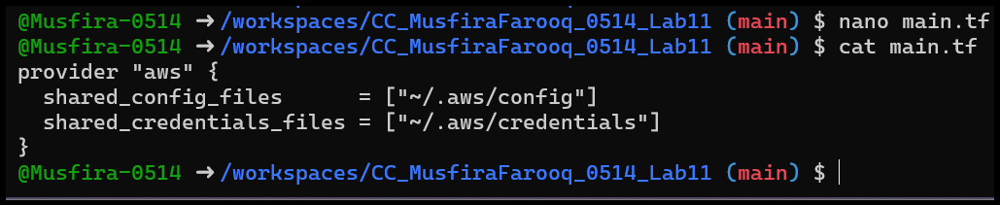 @Musfira-0514 ➜ /workspaces/CC_MusfiraFarooq_0514_Lab11 (main) $ nano main.tf
@Musfira-0514 ➜ /workspaces/CC_MusfiraFarooq_0514_Lab11 (main) $ cat main.tf
provider "aws" {
  shared_config_files      = ["~/.aws/config"]
  shared_credentials_files = ["~/.aws/credentials"]
}
@Musfira-0514 ➜ /workspaces/CC_MusfiraFarooq_0514_Lab11 (main) $